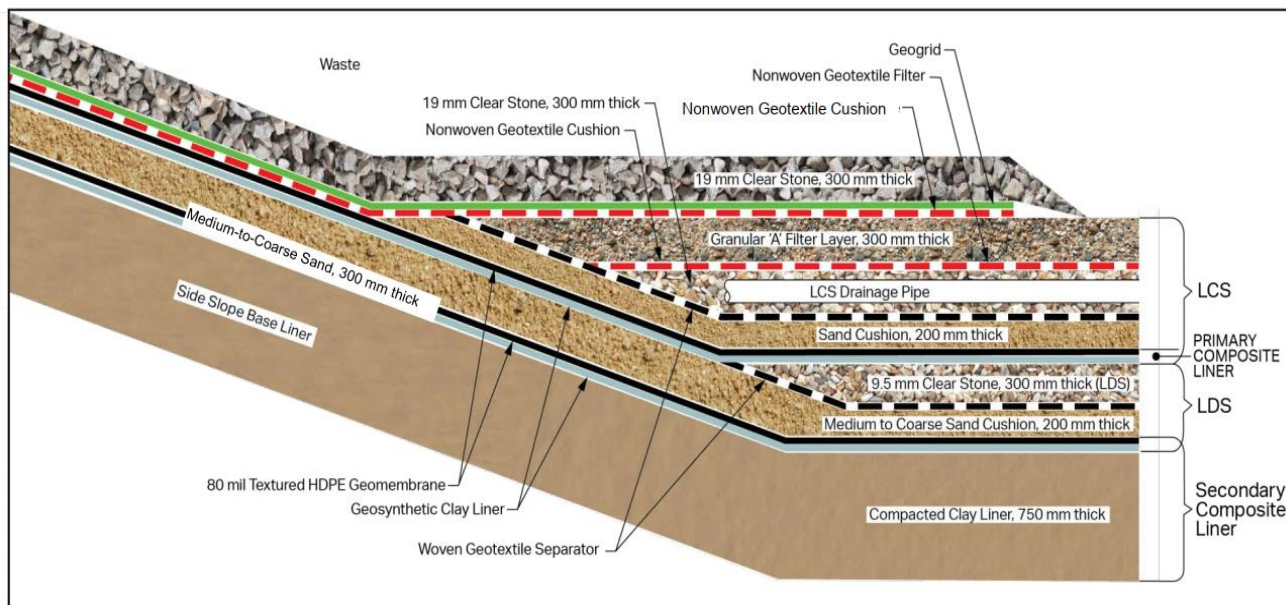 Geogrid
Waste
Nonwoven Geotextile Filter
19 mm Clear Stone, 300 mm thick
Nonwoven Geotextile Cushion
Nonwoven Geotextile Cushion
19 mm Clear Stone, 300 mm thick
Granular 'A' Filter Layer, 300 mm thick
Medium-to-Coarse Sand, 300 mm thick
LCS Drainage Pipe
LCS
Side Slope Base Liner
Sand Cushion, 200 mm thick
PRIMARY
COMPOSITE
LINER
9.5 mm Clear Stone, 300 mm thick (LDS)
LDS
Medium to Coarse Sand Cushion, 200 mm thick
80 mil Textured HDPE Geomembrane
Geosynthetic Clay Liner
Woven Geotextile Separator
Compacted Clay Liner, 750 mm thick
Secondary
Composite
Liner